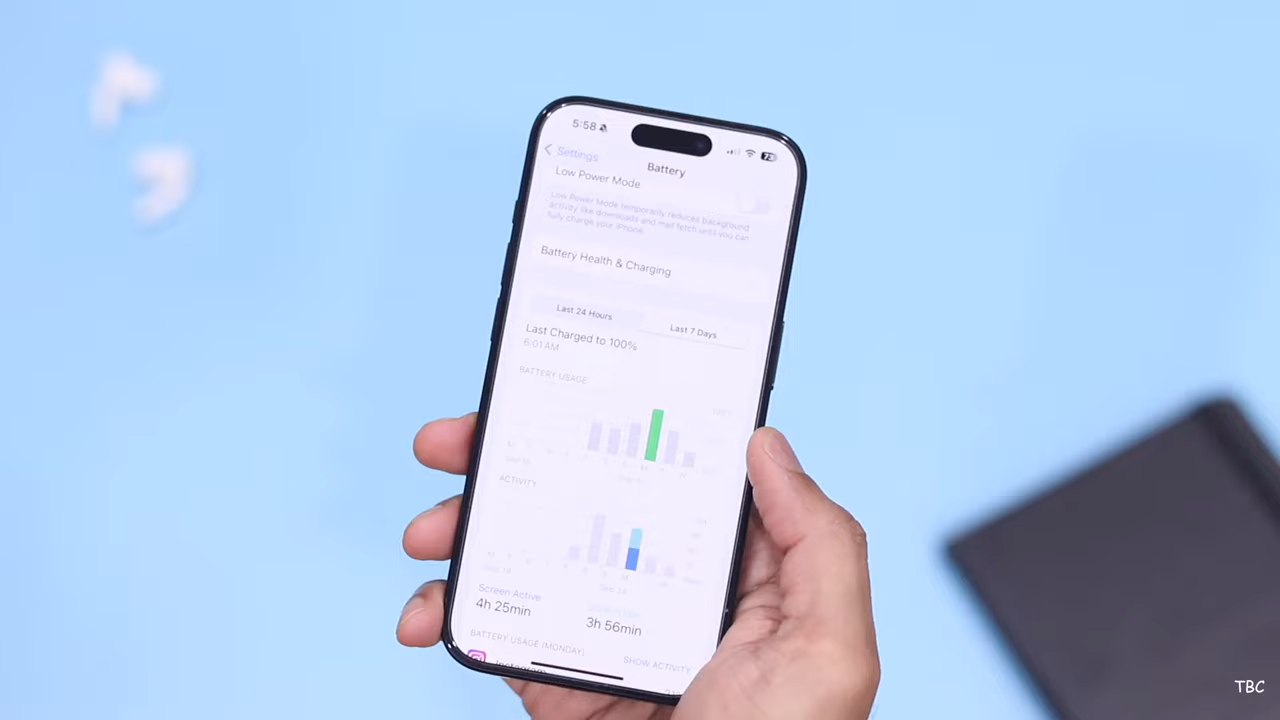 5:58
73
Settings
Battery
Low Power Mode
Low Power Mode temporarily reduces background
activity like downloads and mail fetch until you can
fully charge your iPhone.
Battery Health & Charging
Last 24 Hours
Last 7 Days
Last Charged to 100%
6:01 AM
BATTERY USAGE
ACTIVITY
Screen Active
4h 25min
3h 56min
BATTERY USAGE (MONDAY)
SHOW ACTIVITY
Instagram
TBC